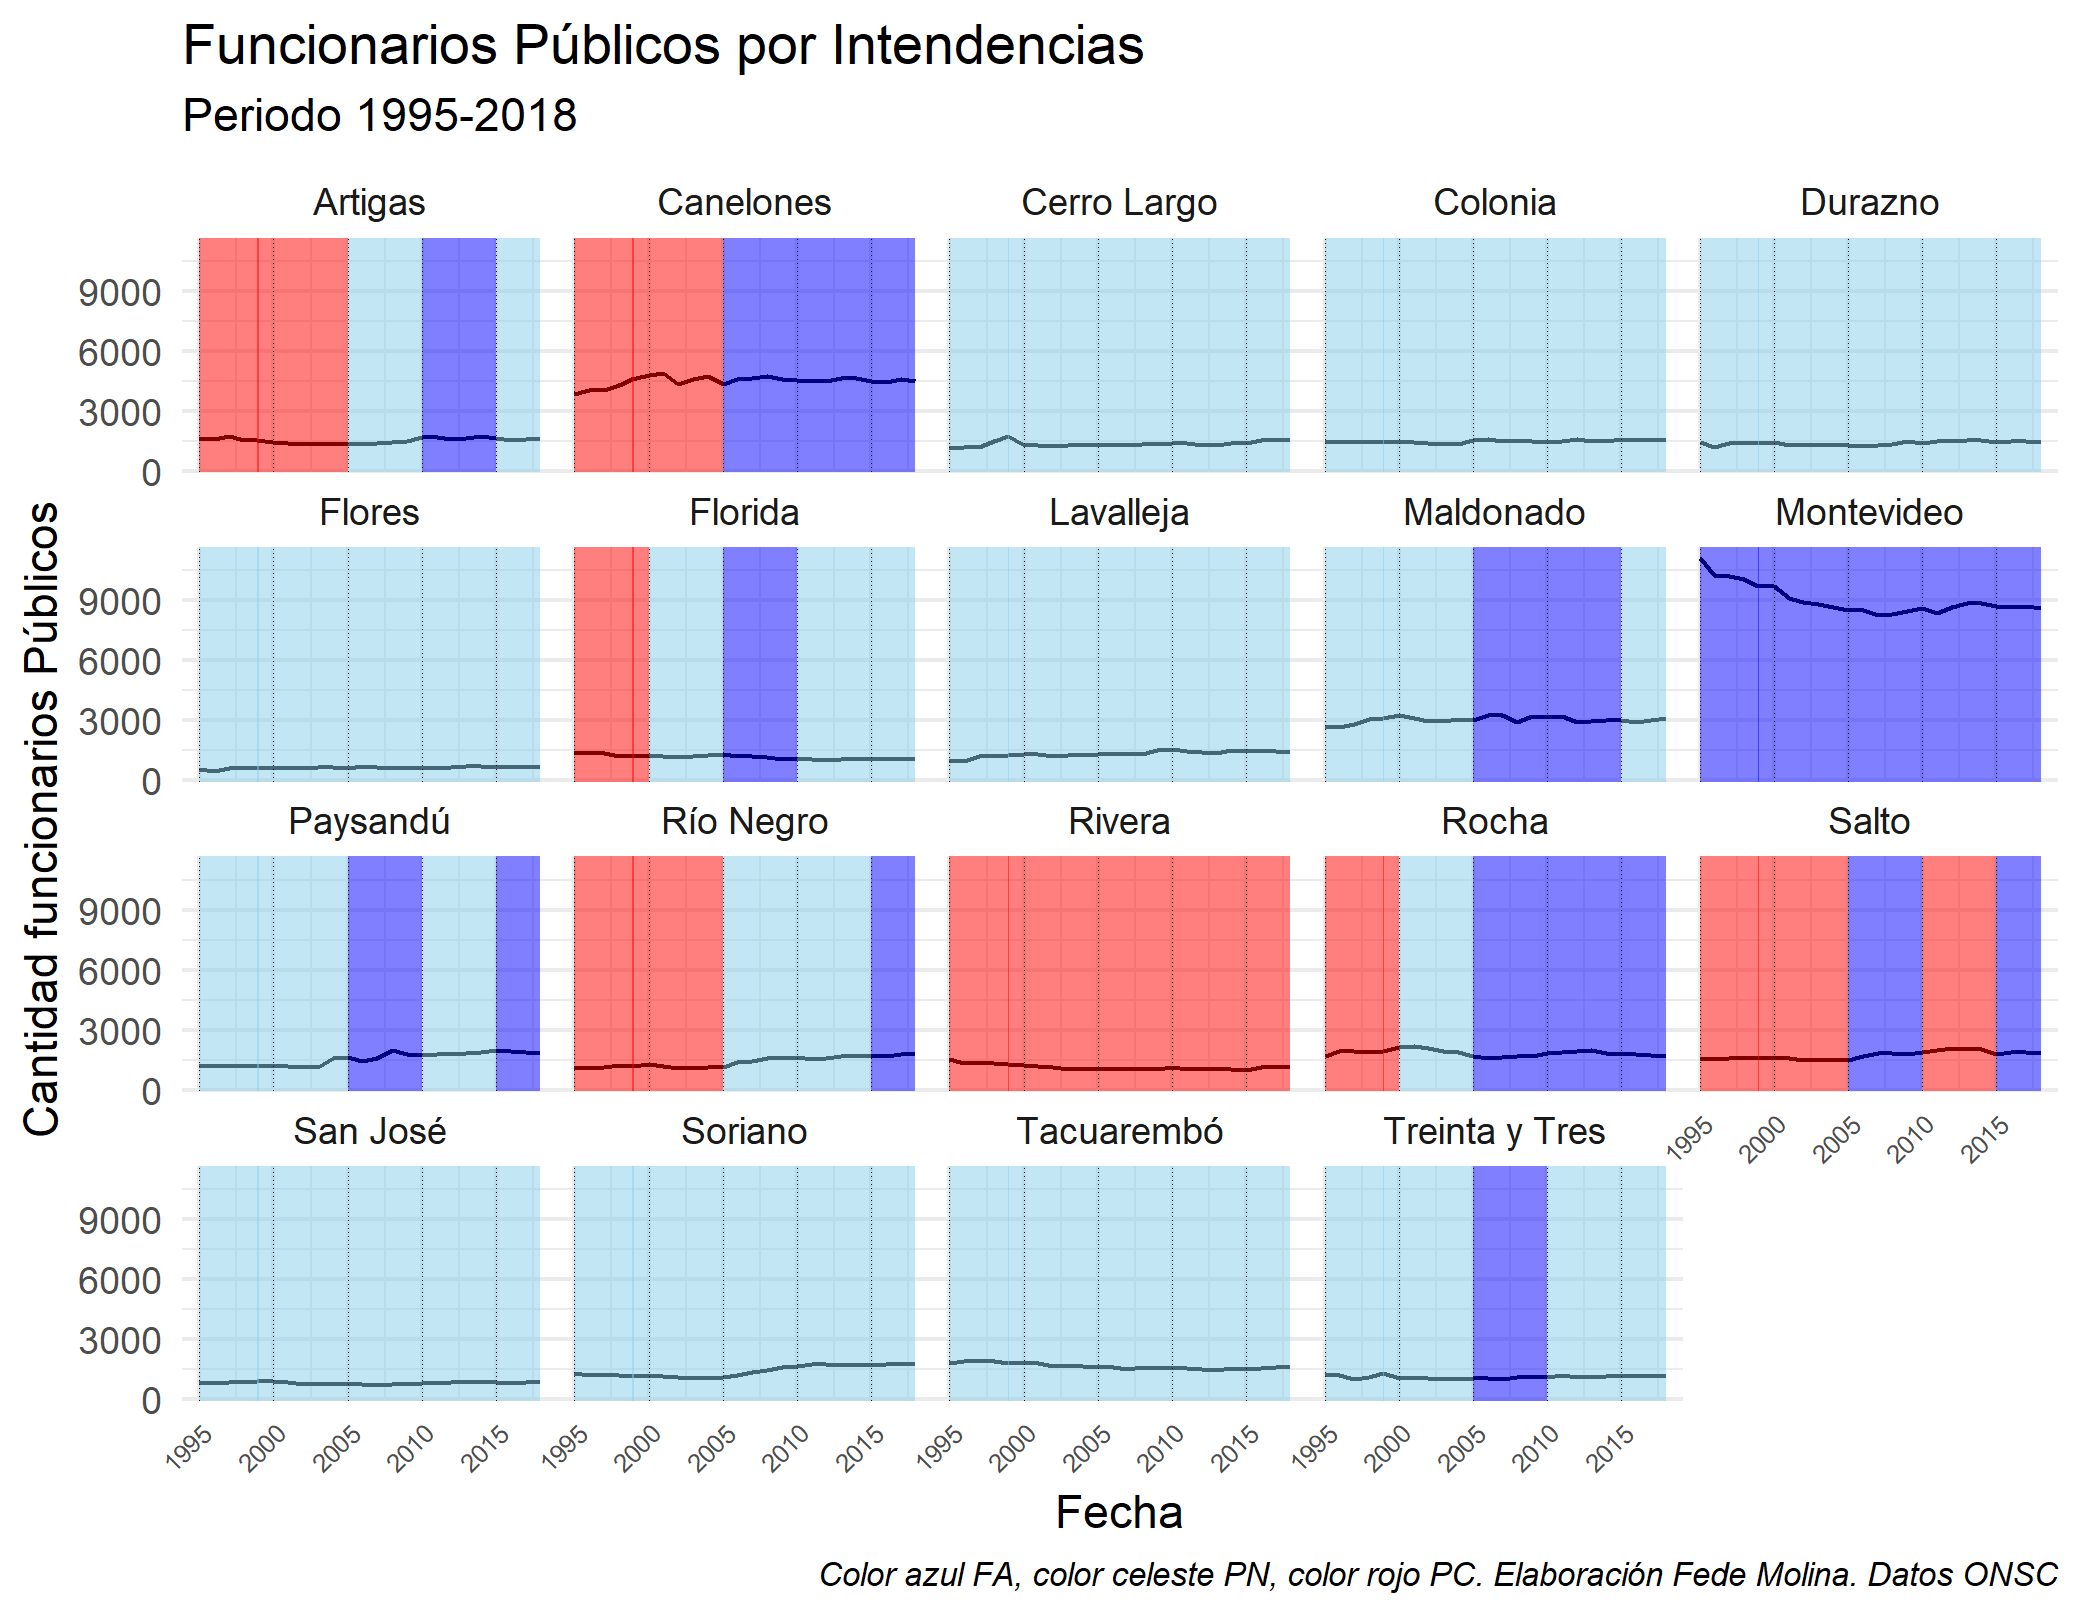 Funcionarios Públicos por Intendencias
Periodo 1995-2018
Artigas Canelones Cerro Largo Colonia Durazno
9000
6000
3000
0
Flores Florida Lavalleja Maldonado Montevideo
9000
6000
3000
0
Paysandú Río Negro Rivera Rocha Salto
9000
6000
3000
0
1995 2000 2005 2010 2015
San José Soriano Tacuarembó Treinta y Tres
9000
6000
3000
0
1995 2000 2005 2010 2015 1995 2000 2005 2010 2015 1995 2000 2005 2010 2015 1995 2000 2005 2010 2015
Cantidad funcionarios Públicos
Fecha
Color azul FA, color celeste PN, color rojo PC. Elaboración Fede Molina. Datos ONSC